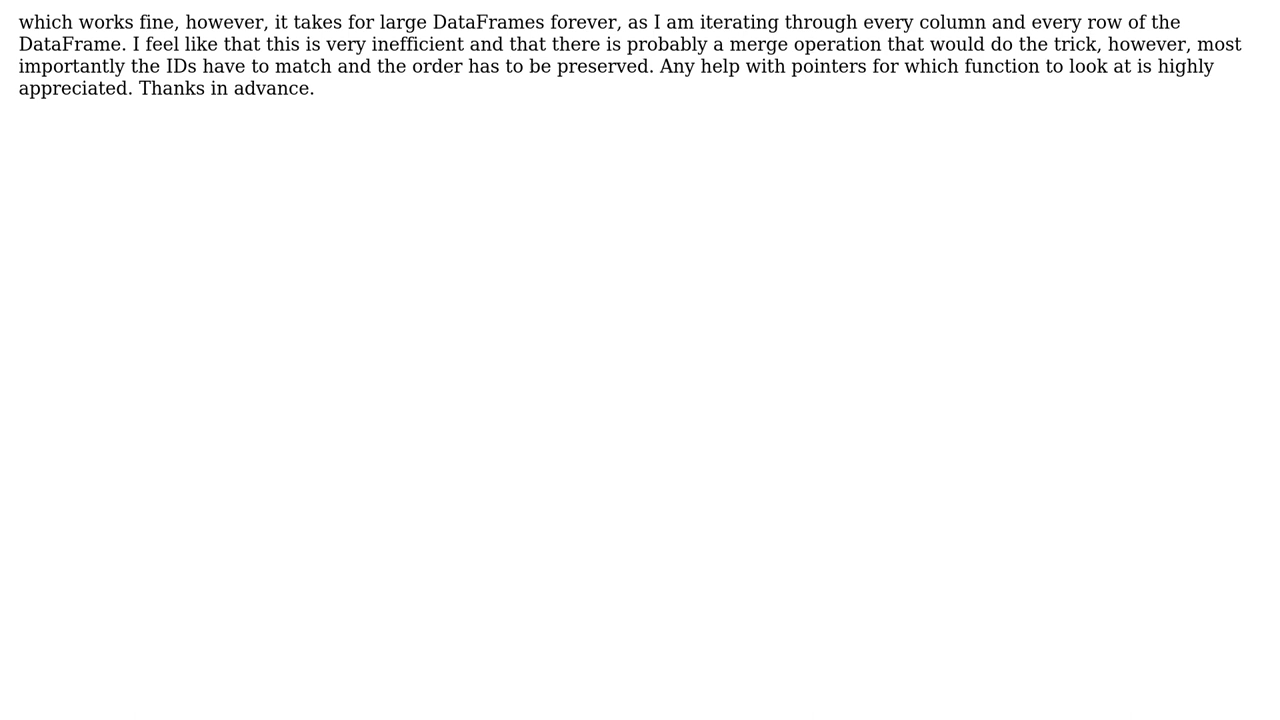 which works fine, however, it takes for large DataFrames forever, as I am iterating through every column and every row of the
DataFrame. I feel like that this is very inefficient and that there is probably a merge operation that would do the trick, however, most
importantly the IDs have to match and the order has to be preserved. Any help with pointers for which function to look at is highly
appreciated. Thanks in advance.